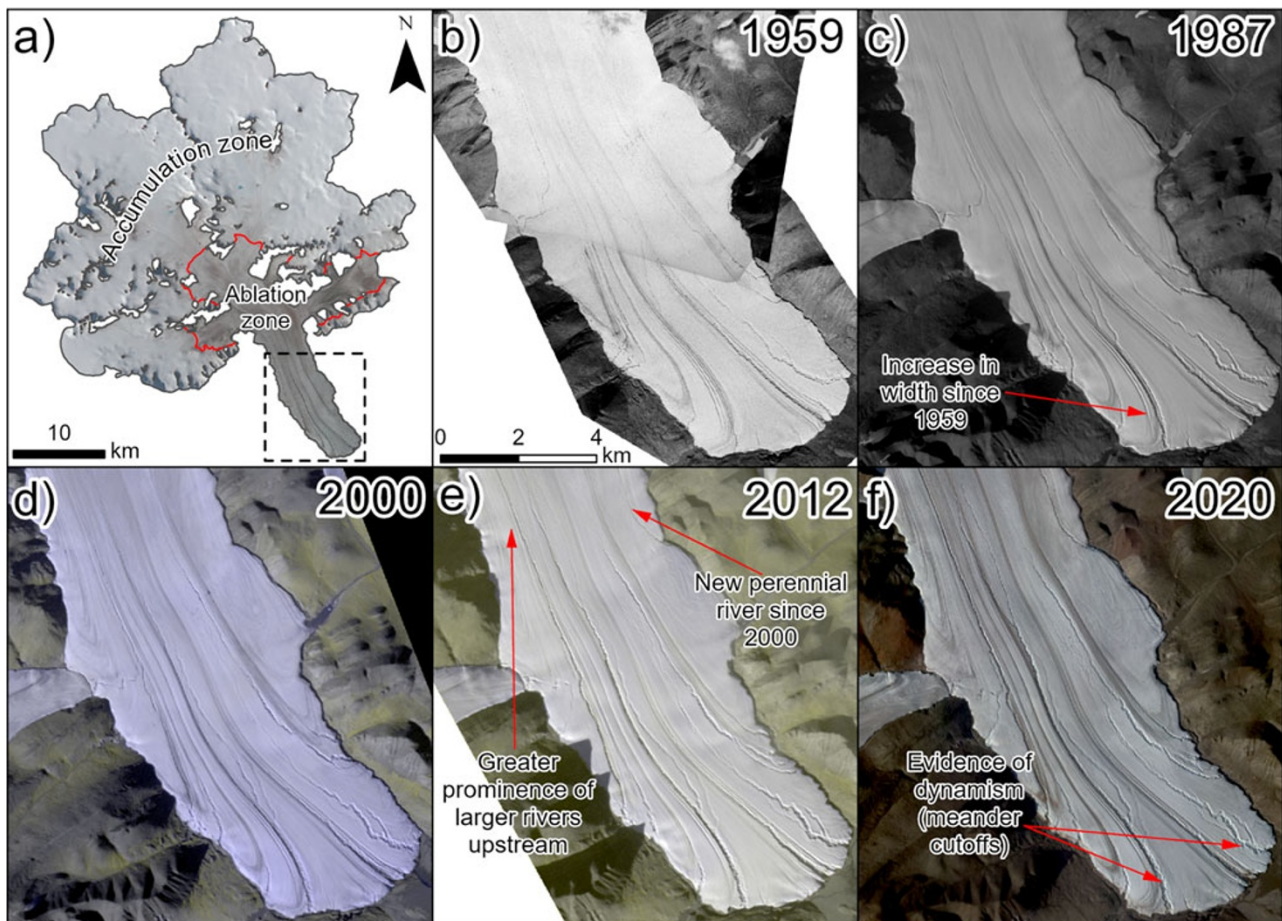 a)
N
Accumulation zone
Ablation
zone
10
km
b)
1959
0 2 4
km
c)
1987
Increase in
width since
1959
d)
2000
e)
2012
New perennial
river since
2000
Greater
prominence of
larger rivers
upstream
f)
2020
Evidence of
dynamism
(meander
cutoffs)